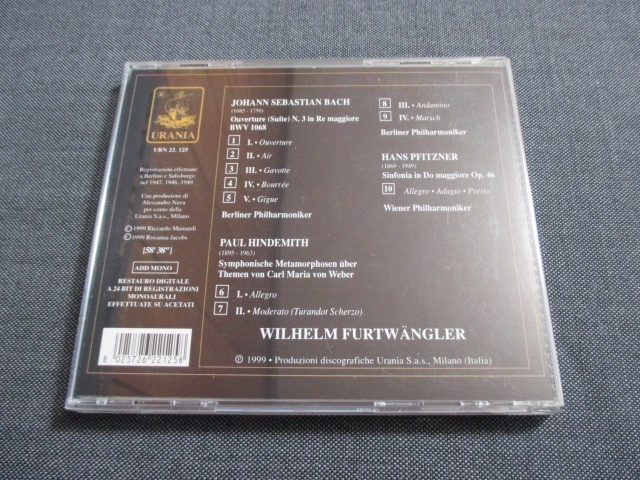 R
URANIA
URN 22. 125
Registrazioni effettuate
a Berlino e Salisburgo
nel 1947, 1948, 1949
Una produzione di
Alessandro Nava
per conto della
Urania S.a.s., Milano
©1999 Riccardo Mainardi
©1999 Rosanna Jacobs
[58' 38"]
ADD MONO
RESTAURO DIGITALE
A 24 BIT DI REGISTRAZIONI
MONOAURALI
EFFETTUATE SU ACETATI
8 025726 221258
JOHANN SEBASTIAN BACH
(1685 - 1750)
Ouverture (Suite) N. 3 in Re maggiore
BWV 1068
1 I. • Ouverture
2 II. • Air
3 III. • Gavotte
4 IV. • Bourrée
5 V. • Gigue
Berliner Philharmoniker
PAUL HINDEMITH
(1895 - 1963)
Symphonische Metamorphosen über
Themen von Carl Maria von Weber
6 I. • Allegro
7 II. • Moderato (Turandot Scherzo)
8 III. • Andantino
9 IV. • Marsch
Berliner Philharmoniker
HANS PFITZNER
(1869 - 1949)
Sinfonia in Do maggiore Op. 46
10 Allegro • Adagio • Presto
Wiener Philharmoniker
WILHELM FURTWÄNGLER
℗ 1999 • Produzioni discografiche Urania S.a.s., Milano (Italia)